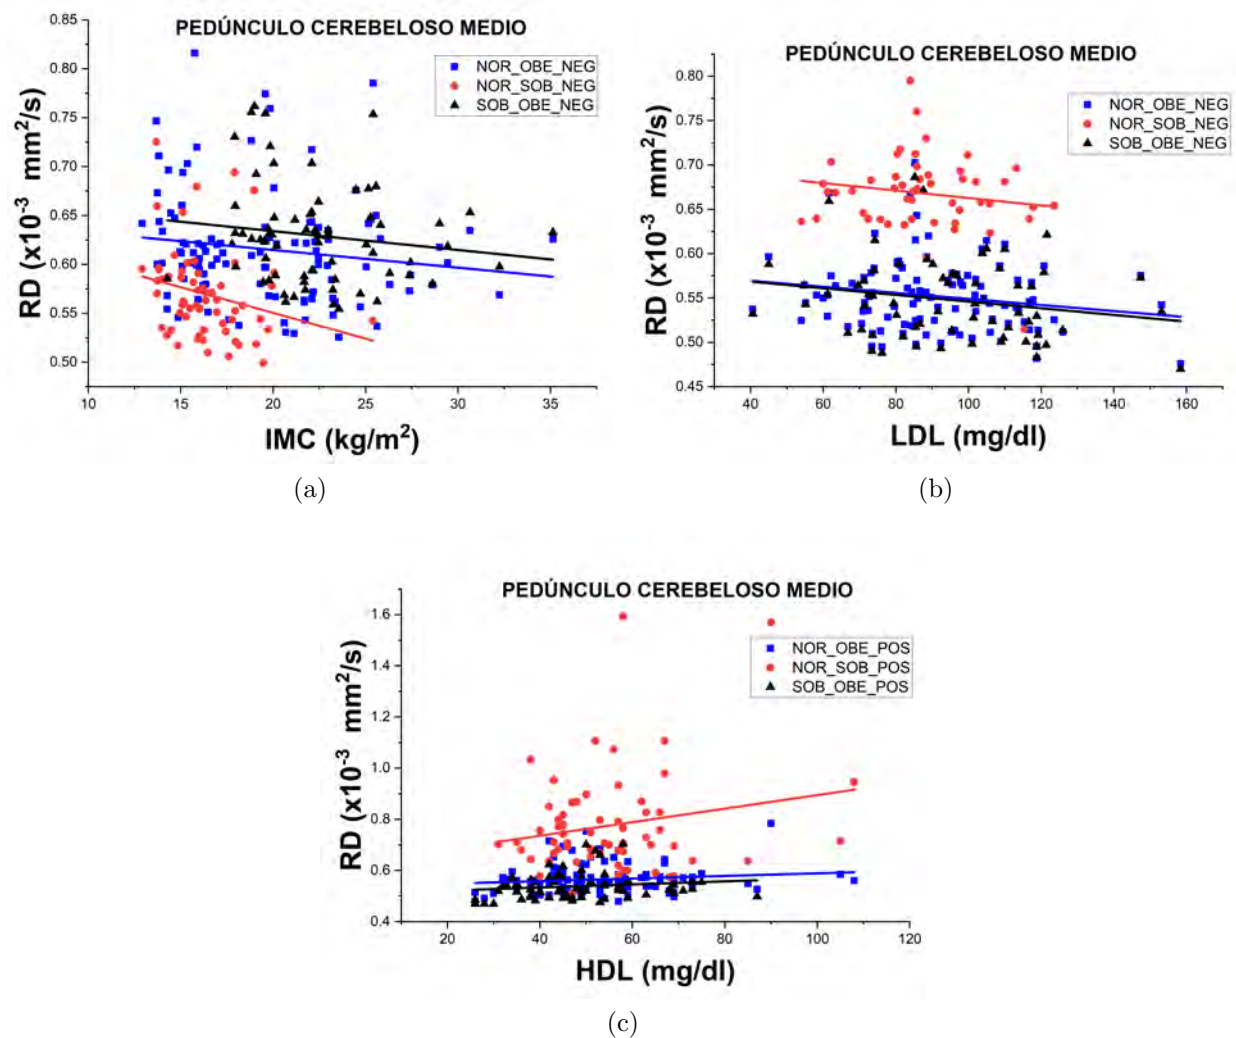 PEDÚNCULO CEREBELOSO MEDIO
NOR_OBE_NEG
NOR_SOB_NEG
SOB_OBE_NEG
RD (x10⁻³ mm²/s)
0.85
0.80
0.75
0.70
0.65
0.60
0.55
0.50
10 15 20 25 30 35
IMC (kg/m²)
(a)
PEDÚNCULO CEREBELOSO MEDIO
NOR_OBE_NEG
NOR_SOB_NEG
SOB_OBE_NEG
RD (x10⁻³ mm²/s)
0.80
0.75
0.70
0.65
0.60
0.55
0.50
0.45
40 60 80 100 120 140 160
LDL (mg/dl)
(b)
PEDÚNCULO CEREBELOSO MEDIO
NOR_OBE_POS
NOR_SOB_POS
SOB_OBE_POS
RD (x10⁻³ mm²/s)
1.6
1.4
1.2
1.0
0.8
0.6
0.4
20 40 60 80 100 120
HDL (mg/dl)
(c)